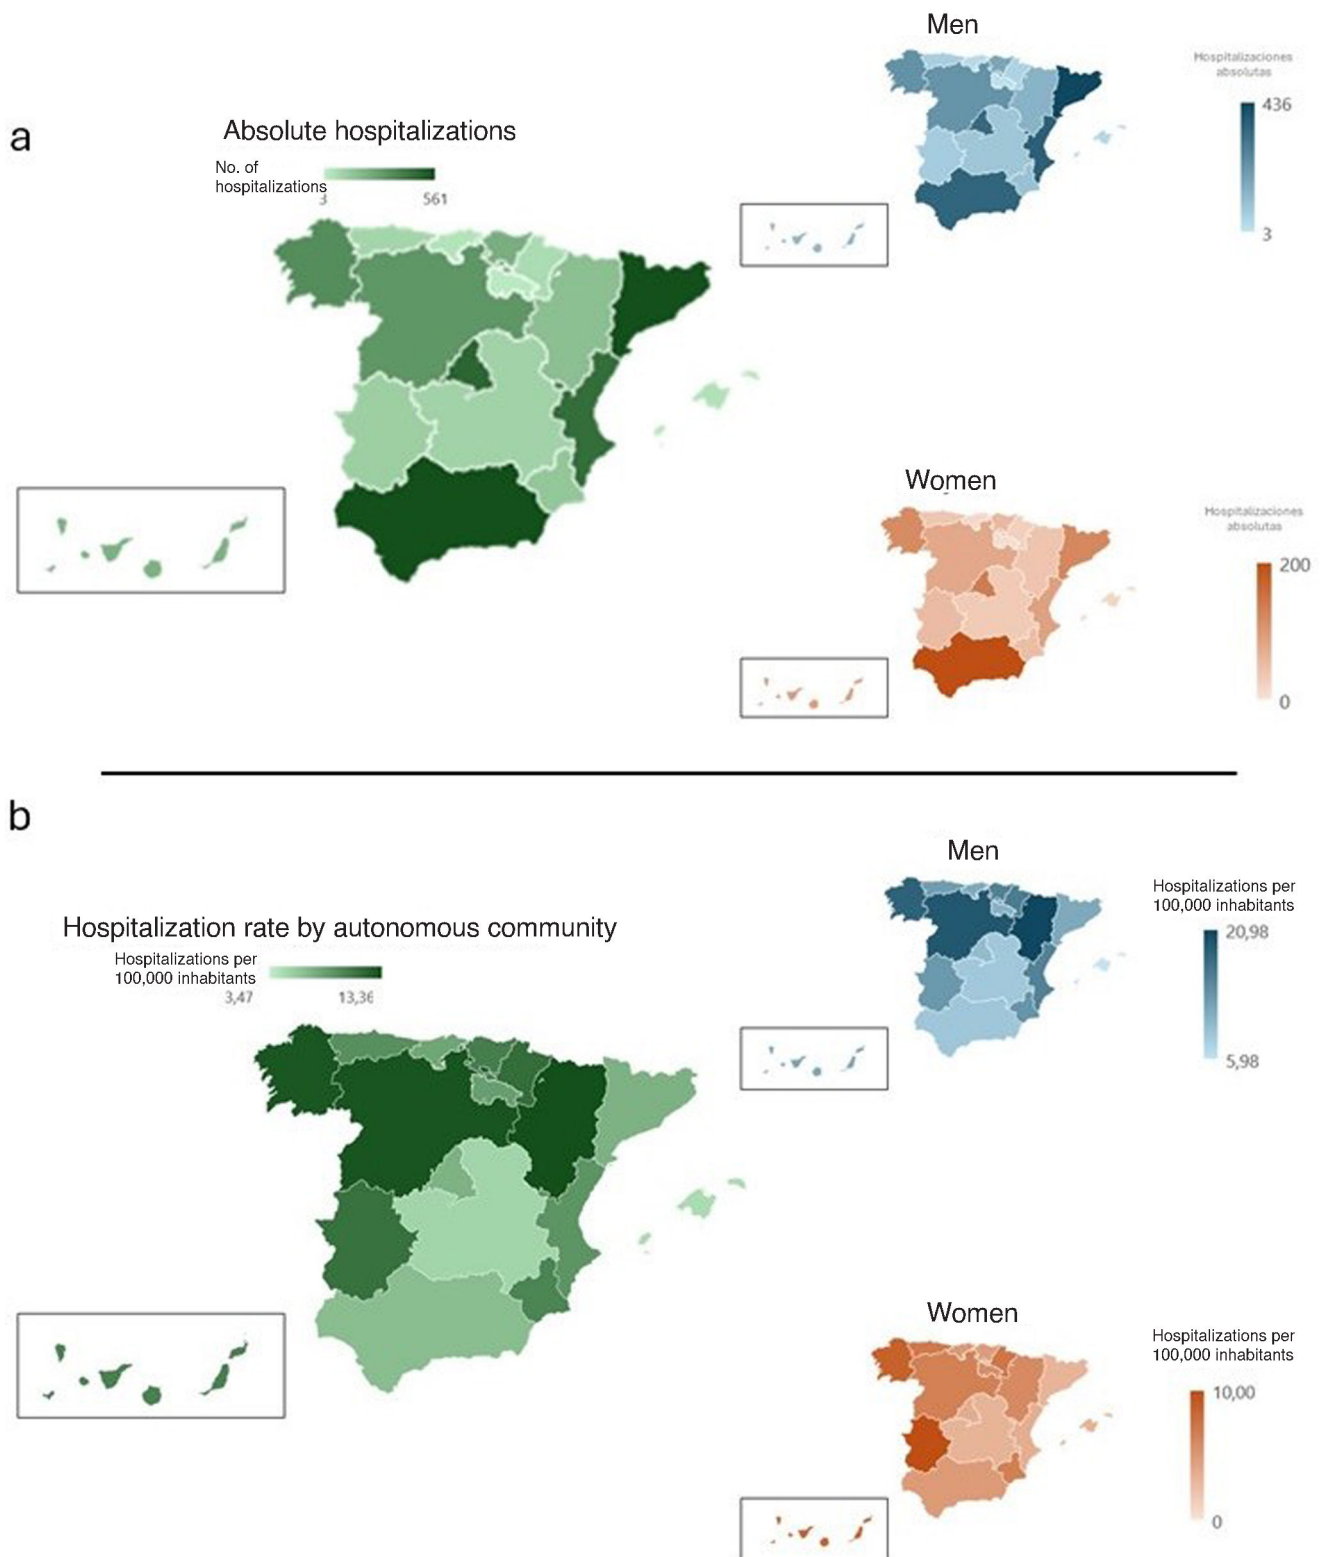 Men
Hospitalizaciones
absolutas
436
3
a
Absolute hospitalizations
No. of
hospitalizations
3
561
Women
Hospitalizaciones
absolutas
200
0
b
Men
Hospitalizations per
100,000 inhabitants
20,98
5,98
Hospitalization rate by autonomous community
Hospitalizations per
100,000 inhabitants
3,47
13,36
Women
Hospitalizations per
100,000 inhabitants
10,00
0